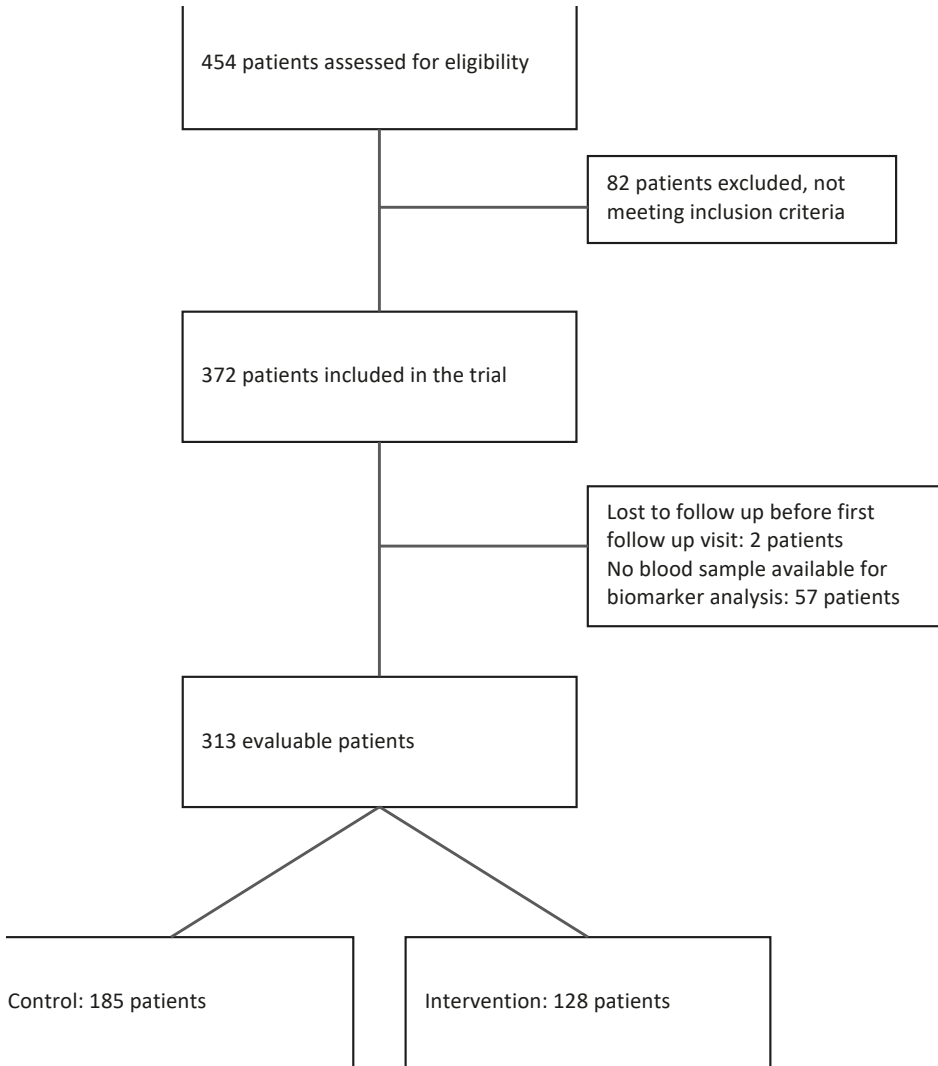 454 patients assessed for eligibility
82 patients excluded, not
meeting inclusion criteria
372 patients included in the trial
Lost to follow up before first
follow up visit: 2 patients
No blood sample available for
biomarker analysis: 57 patients
313 evaluable patients
Control: 185 patients
Intervention: 128 patients